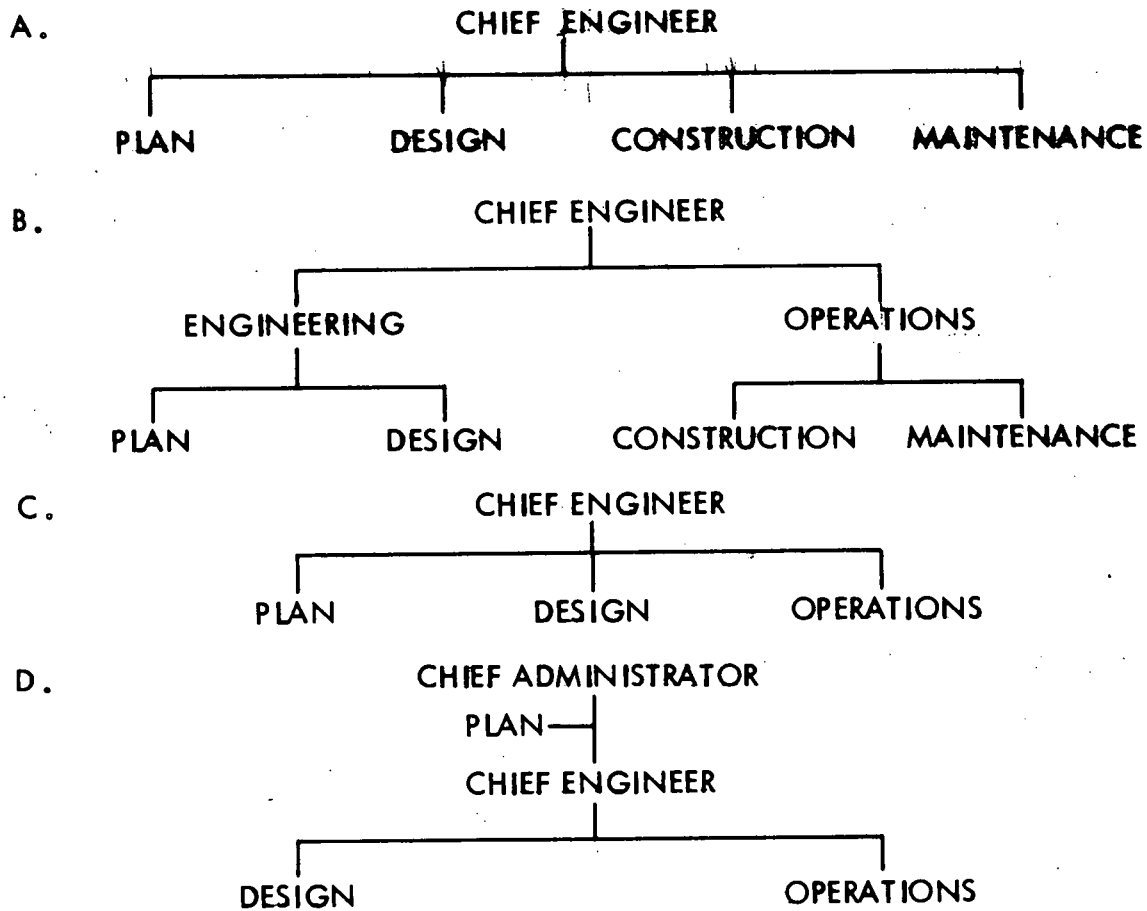 A. CHIEF ENGINEER
PLAN DESIGN CONSTRUCTION MAINTENANCE
B. CHIEF ENGINEER
ENGINEERING OPERATIONS
PLAN DESIGN CONSTRUCTION MAINTENANCE
C. CHIEF ENGINEER
PLAN DESIGN OPERATIONS
D. CHIEF ADMINISTRATOR
PLAN
CHIEF ENGINEER
DESIGN OPERATIONS